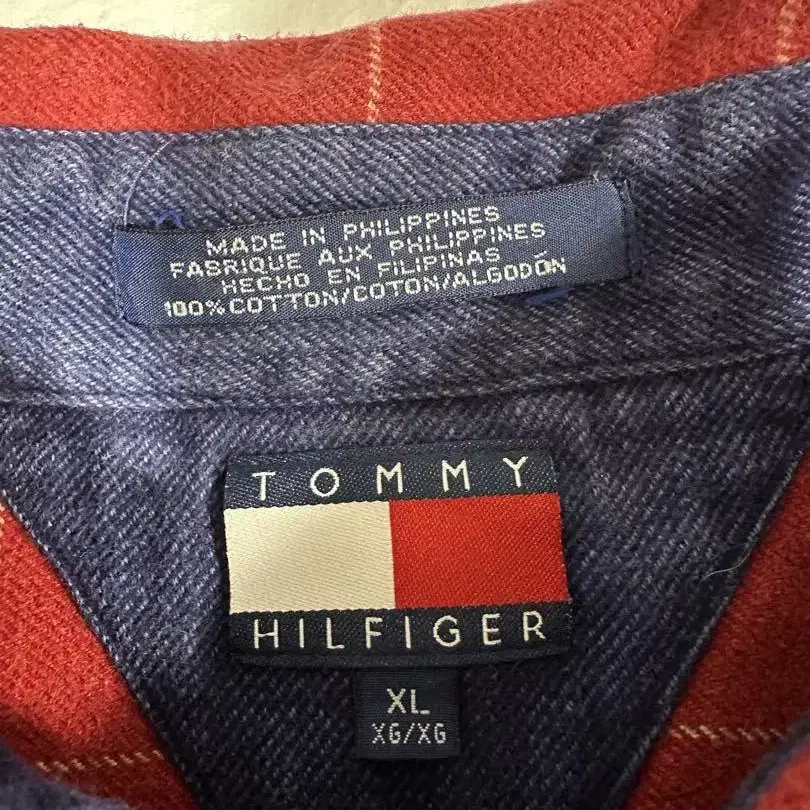 MADE IN PHILIPPINES
FABRIQUE AUX PHILIPPINES
HECHO EN FILIPINAS
100% COTTON/COTON/ALGODÓN
TOMMY
HILFIGER
XL
XG/XG